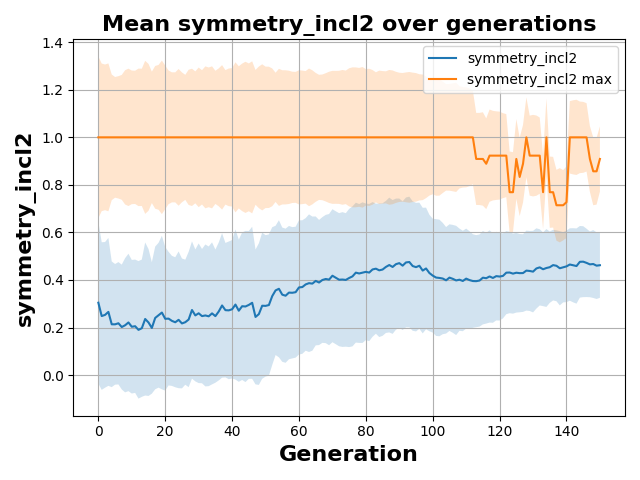 Mean symmetry_incl2 over generations
symmetry_incl2
symmetry_incl2 max
symmetry_incl2
1.4
1.2
1.0
0.8
0.6
0.4
0.2
0.0
0 20 40 60 80 100 120 140
Generation